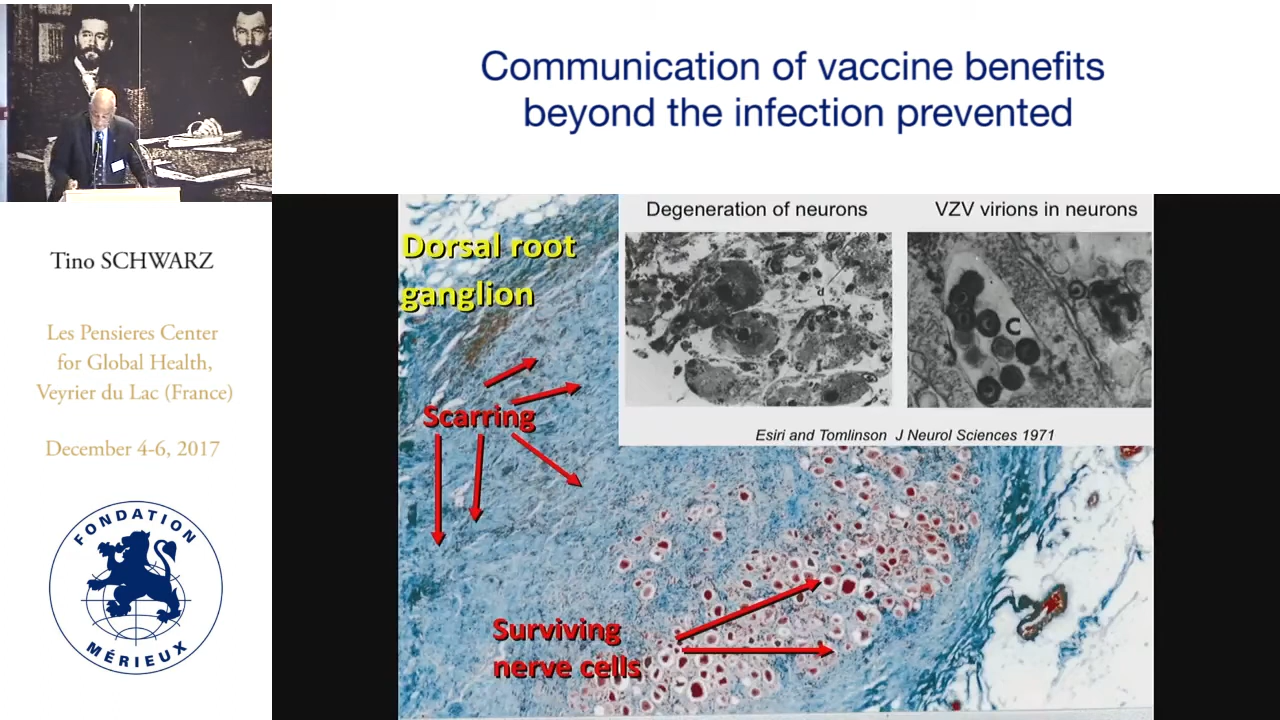 Communication of vaccine benefits
beyond the infection prevented
Tino SCHWARZ
Les Pensieres Center
for Global Health,
Veyrier du Lac (France)
December 4-6, 2017
FONDATION
MÉRIEUX
Dorsal root
ganglion
Scarring
Surviving
nerve cells
Degeneration of neurons
VZV virions in neurons
d
C
Esiri and Tomlinson J Neurol Sciences 1971